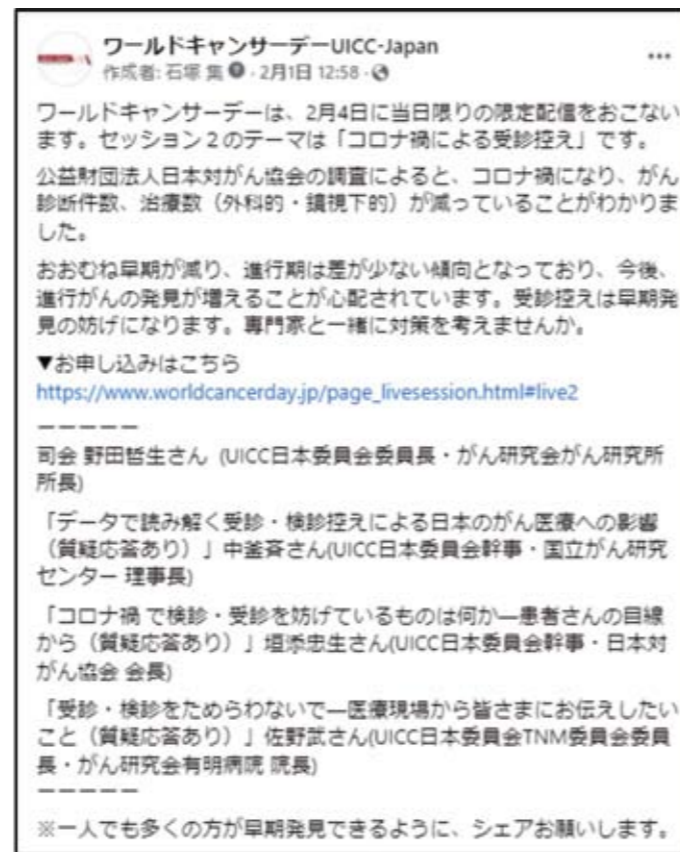 ワールドキャンサーデーUICC-Japan
作成者: 石塚 集 · 2月1日 12:58 ·
ワールドキャンサーデーは、2月4日に当日限りの限定配信をおこない
ます。セッション2のテーマは「コロナ禍による受診控え」です。
公益財団法人日本対がん協会の調査によると、コロナ禍になり、がん
診断件数、治療数（外科的・鏡視下的）が減っていることがわかりま
した。
おおむね早期が減り、進行期は差が少ない傾向となっており、今後、
進行がんの発見が増えることが心配されています。受診控えは早期発
見の妨げになります。専門家と一緒に対策を考えませんか。
▼お申し込みはこちら
https://www.worldcancerday.jp/page_livesession.html#live2
ーーーーー
司会 野田哲生さん (UICC日本委員会委員長・がん研究会がん研究所
所長)
「データで読み解く受診・検診控えによる日本のがん医療への影響
（質疑応答あり）」中釜斉さん(UICC日本委員会幹事・国立がん研究
センター 理事長)
「コロナ禍 で検診・受診を妨げているものは何か―患者さんの目線
から（質疑応答あり）」垣添忠生さん(UICC日本委員会幹事・日本対
がん協会 会長)
「受診・検診をためらわないで―医療現場から皆さまにお伝えしたい
こと（質疑応答あり）」佐野武さん(UICC日本委員会TNM委員会委員
長・がん研究会有明病院 院長)
ーーーーー
※一人でも多くの方が早期発見できるように、シェアお願いします。